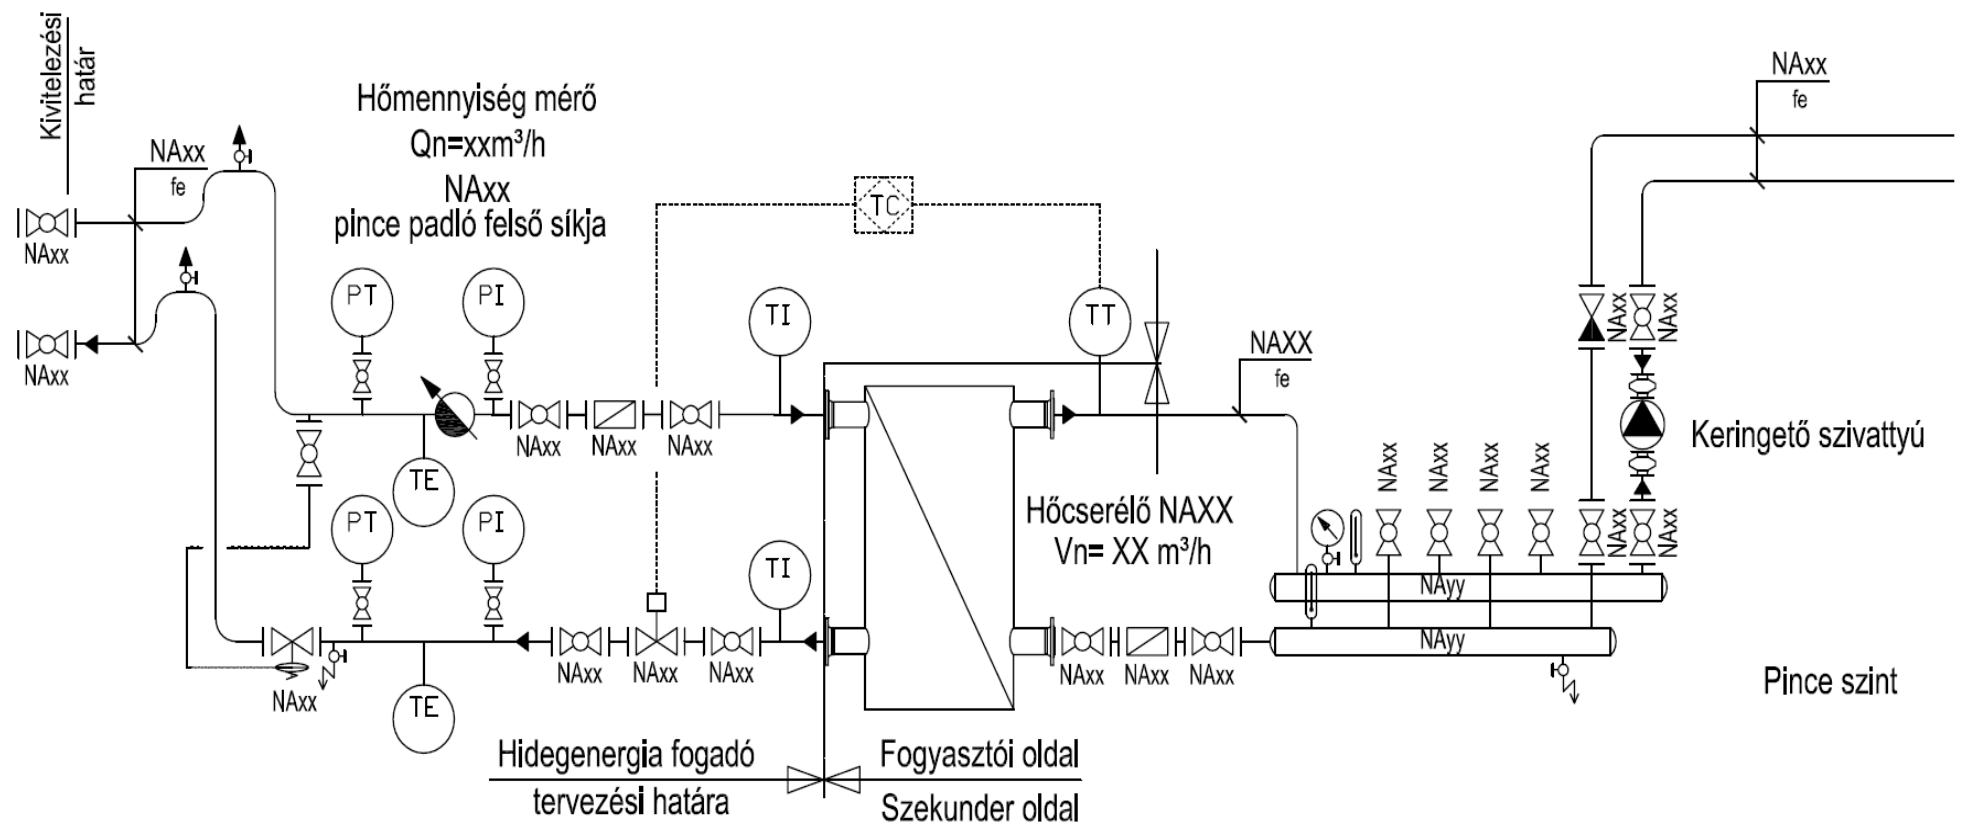 Kivitelezési
határ
NAxx
fe
Hőmennyiség mérő
Qn=xxm³/h
NAxx
pince padló felső síkja
TC
NAxx
fe
NAxx
NAxx
PT
PI
TI
TT
NAXX
fe
NAxx
NAxx
NAxx
NAxx
NAxx
TE
Keringető szivattyú
NAxx
NAxx
NAxx
NAxx
PT
PI
Hőcserélő NAXX
Vn= XX m³/h
NAxx
NAxx
TI
NAyy
NAyy
NAxx
NAxx
NAxx
NAxx
NAxx
NAxx
NAxx
TE
Pince szint
Hidegenergia fogadó
tervezési határa
Fogyasztói oldal
Szekunder oldal